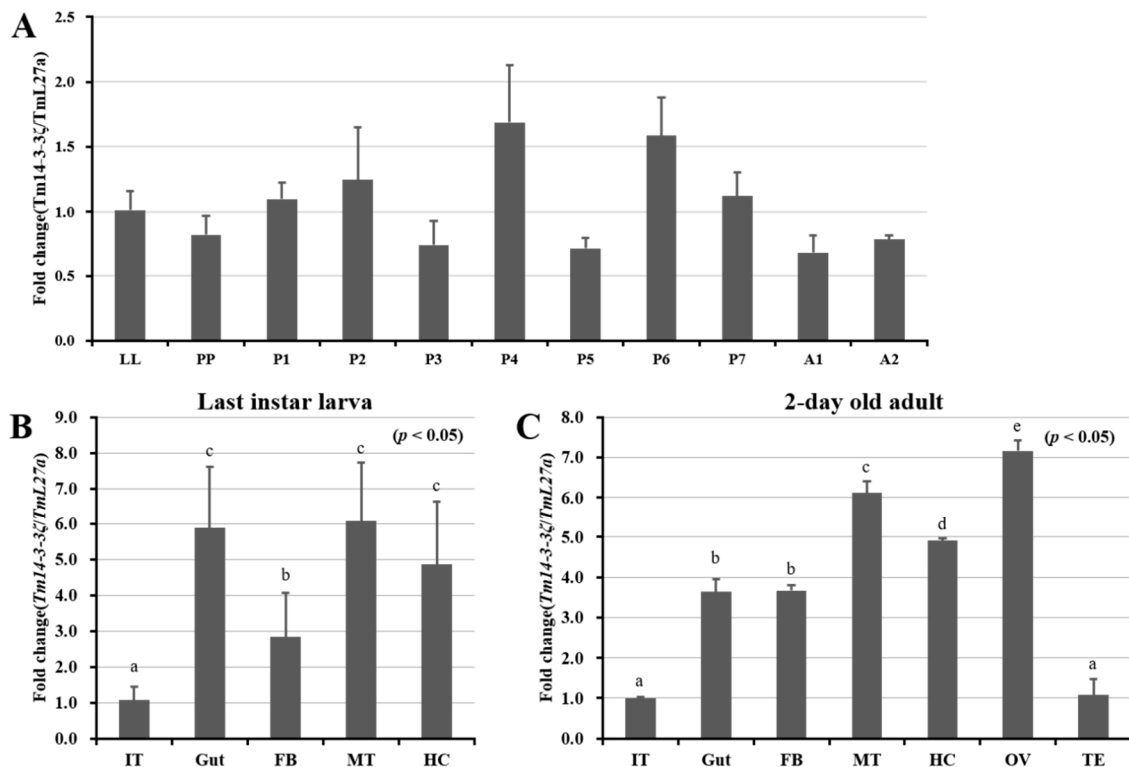 A
Fold change(Tm14-3-3ζ/TmL27a)
2.5
2.0
1.5
1.0
0.5
0.0
LL PP P1 P2 P3 P4 P5 P6 P7 A1 A2
B
Last instar larva
(p < 0.05)
Fold change(Tm14-3-3ζ/TmL27a)
9.0
8.0
7.0
6.0
5.0
4.0
3.0
2.0
1.0
0.0
a c b c c
IT Gut FB MT HC
C
2-day old adult
(p < 0.05)
Fold change(Tm14-3-3ζ/TmL27a)
8.0
7.0
6.0
5.0
4.0
3.0
2.0
1.0
0.0
a b b c d e a
IT Gut FB MT HC OV TE